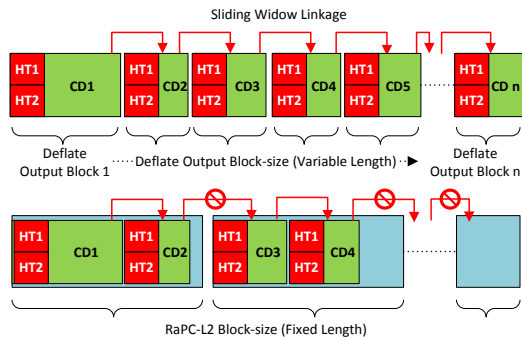 Sliding Widow Linkage
HT1 HT1 HT1 HT1 HT1 HT1
CD1 CD2 CD3 CD4 CD5 CD n
HT2 HT2 HT2 HT2 HT2 HT2
Deflate Output Block 1
Deflate Output Block-size (Variable Length)
Deflate Output Block n
HT1 HT1 HT1 HT1
CD1 CD2 CD3 CD4
HT2 HT2 HT2 HT2
RaPC-L2 Block-size (Fixed Length)